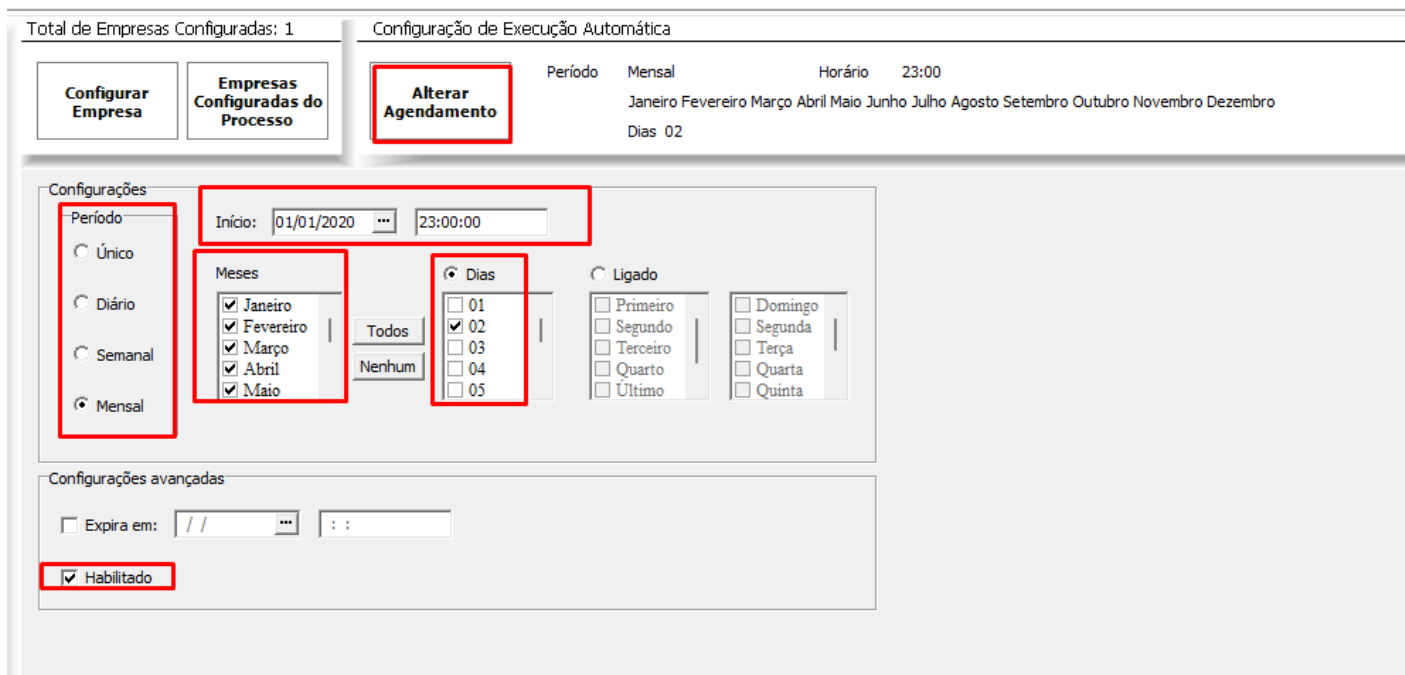 Total de Empresas Configuradas: 1
Configuração de Execução Automática
Configurar
Empresa
Empresas
Configuradas do
Processo
Alterar
Agendamento
Período Mensal Horário 23:00
Janeiro Fevereiro Março Abril Maio Junho Julho Agosto Setembro Outubro Novembro Dezembro
Dias 02
Configurações
Período
Único
Diário
Semanal
Mensal
Início: 01/01/2020 ... 23:00:00
Meses
Janeiro
Fevereiro
Março
Abril
Maio
Todos
Nenhum
Dias
01
02
03
04
05
Ligado
Primeiro
Segundo
Terceiro
Quarto
Último
Domingo
Segunda
Terça
Quarta
Quinta
Configurações avançadas
Expira em: / / ... : :
Habilitado